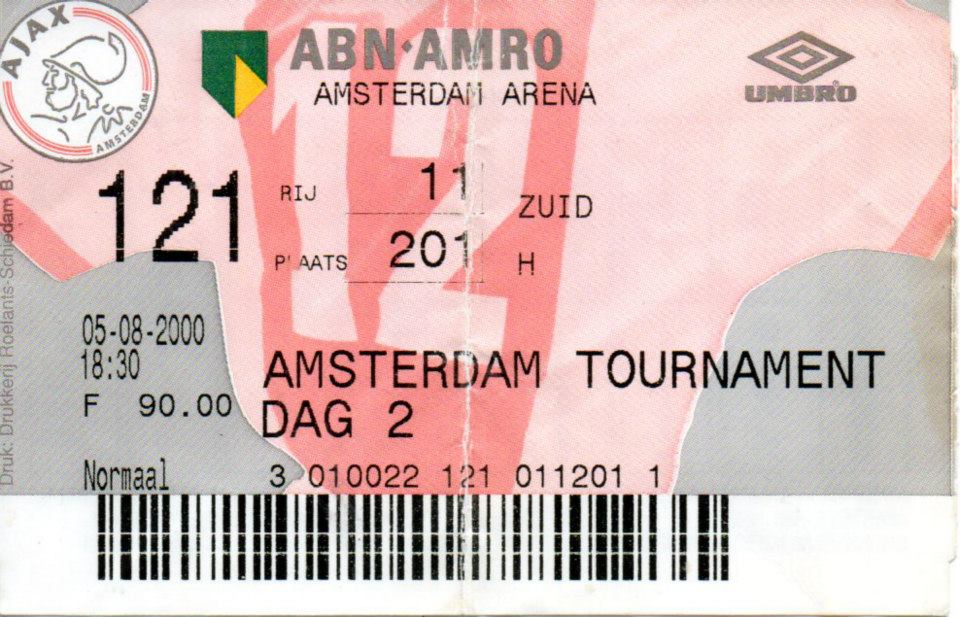 AJAX
AMSTERDAM
ABN·AMRO
AMSTERDAM ARENA
UMBRO
121
RIJ 11
ZUID
PLAATS 201
H
12
05-08-2000
18:30
F 90.00
AMSTERDAM TOURNAMENT
DAG 2
Normaal 3 010022 121 011201 1
Druk: Drukkerij Roelants-Schiedam B.V.